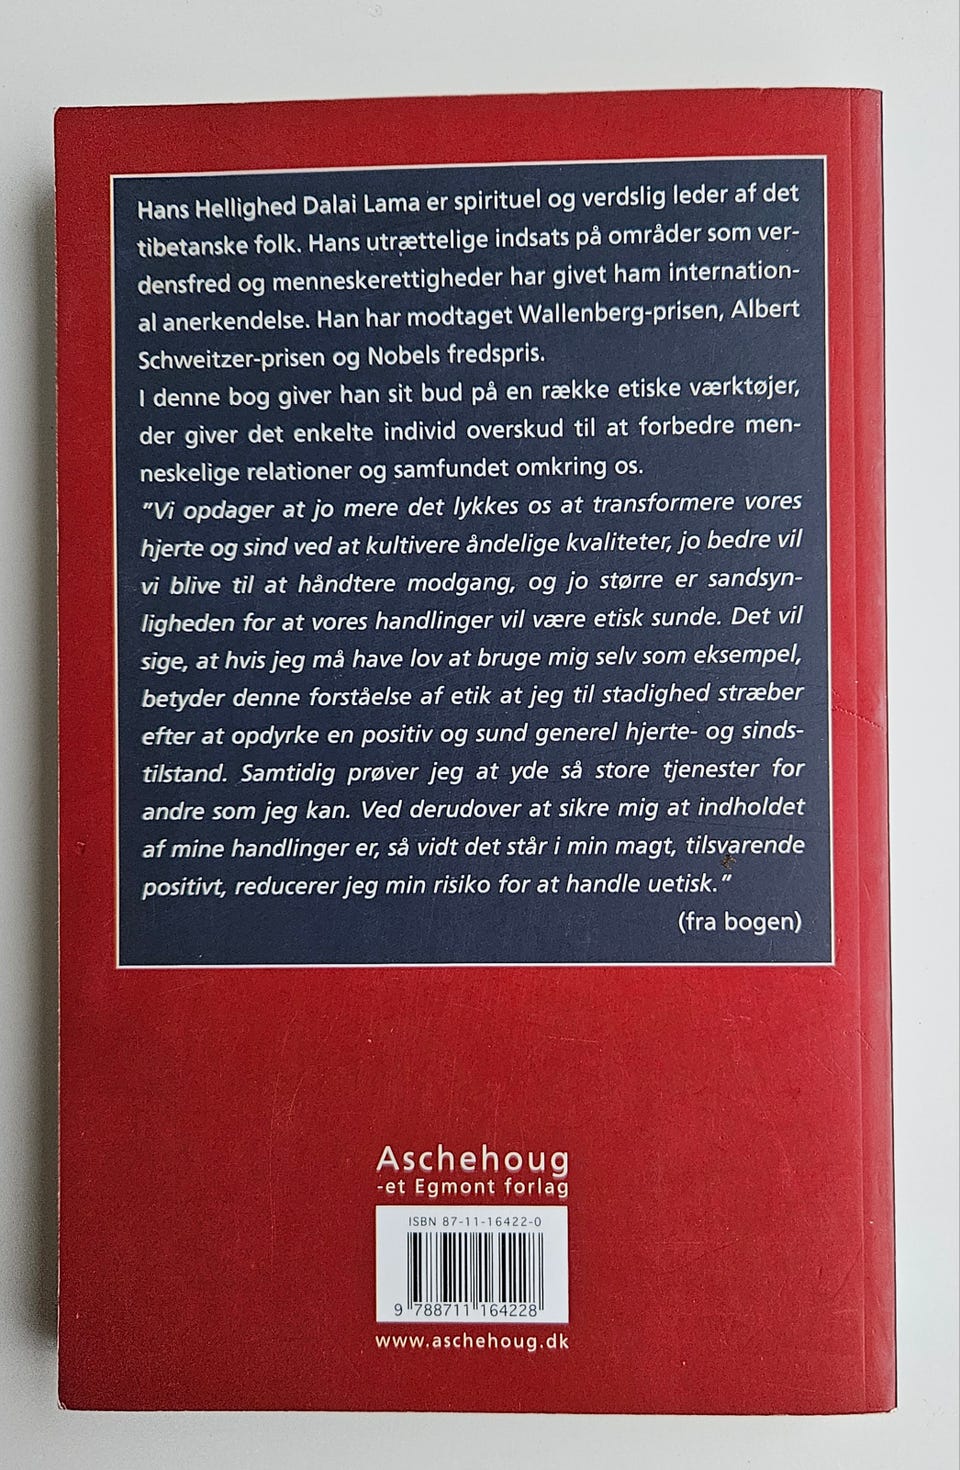 Hans Hellighed Dalai Lama er spirituel og verdslig leder af det
tibetanske folk. Hans utrættelige indsats på områder som ver-
densfred og menneskerettigheder har givet ham internation-
al anerkendelse. Han har modtaget Wallenberg-prisen, Albert
Schweitzer-prisen og Nobels fredspris.
I denne bog giver han sit bud på en række etiske værktøjer,
der giver det enkelte individ overskud til at forbedre men-
neskelige relationer og samfundet omkring os.
"Vi opdager at jo mere det lykkes os at transformere vores
hjerte og sind ved at kultivere åndelige kvaliteter, jo bedre vil
vi blive til at håndtere modgang, og jo større er sandsyn-
ligheden for at vores handlinger vil være etisk sunde. Det vil
sige, at hvis jeg må have lov at bruge mig selv som eksempel,
betyder denne forståelse af etik at jeg til stadighed stræber
efter at opdyrke en positiv og sund generel hjerte- og sinds-
tilstand. Samtidig prøver jeg at yde så store tjenester for
andre som jeg kan. Ved derudover at sikre mig at indholdet
af mine handlinger er, så vidt det står i min magt, tilsvarende
positivt, reducerer jeg min risiko for at handle uetisk."
(fra bogen)
Aschehoug
-et Egmont forlag
ISBN 87-11-16422-0
9 788711 164228
www.aschehoug.dk